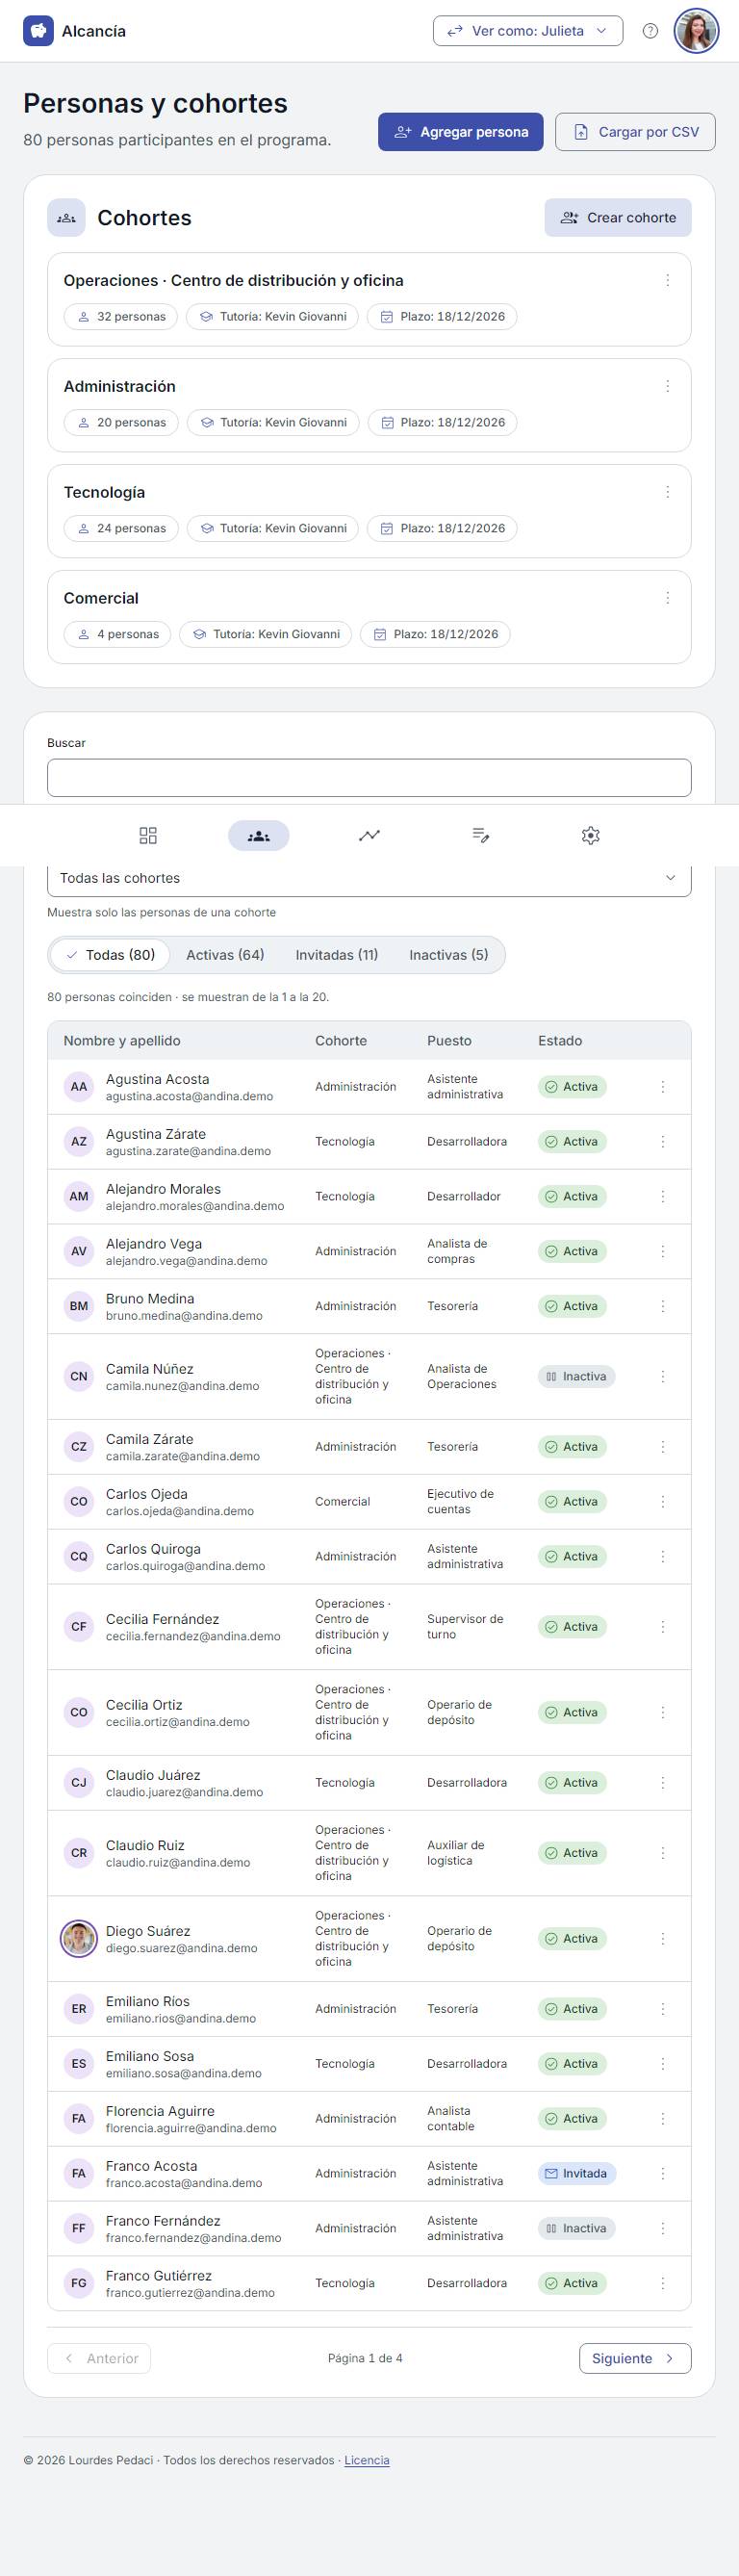 Alcancía
Ver como: Julieta
Personas y cohortes
80 personas participantes en el programa.
Agregar persona
Cargar por CSV
Cohortes
Crear cohorte
Operaciones · Centro de distribución y oficina
32 personas
Tutoría: Kevin Giovanni
Plazo: 18/12/2026
Administración
20 personas
Tutoría: Kevin Giovanni
Plazo: 18/12/2026
Tecnología
24 personas
Tutoría: Kevin Giovanni
Plazo: 18/12/2026
Comercial
4 personas
Tutoría: Kevin Giovanni
Plazo: 18/12/2026
Buscar
Todas las cohortes
Muestra solo las personas de una cohorte
Todas (80)
Activas (64)
Invitadas (11)
Inactivas (5)
80 personas coinciden · se muestran de la 1 a la 20.
Nombre y apellido
Cohorte
Puesto
Estado
AA
Agustina Acosta
agustina.acosta@andina.demo
Administración
Asistente
administrativa
Activa
AZ
Agustina Zárate
agustina.zarate@andina.demo
Tecnología
Desarrolladora
Activa
AM
Alejandro Morales
alejandro.morales@andina.demo
Tecnología
Desarrollador
Activa
AV
Alejandro Vega
alejandro.vega@andina.demo
Administración
Analista de
compras
Activa
BM
Bruno Medina
bruno.medina@andina.demo
Administración
Tesorería
Activa
CN
Camila Núñez
camila.nunez@andina.demo
Operaciones ·
Centro de
distribución y
oficina
Analista de
Operaciones
Inactiva
CZ
Camila Zárate
camila.zarate@andina.demo
Administración
Tesorería
Activa
CO
Carlos Ojeda
carlos.ojeda@andina.demo
Comercial
Ejecutivo de
cuentas
Activa
CQ
Carlos Quiroga
carlos.quiroga@andina.demo
Administración
Asistente
administrativa
Activa
CF
Cecilia Fernández
cecilia.fernandez@andina.demo
Operaciones ·
Centro de
distribución y
oficina
Supervisor de
turno
Activa
CO
Cecilia Ortiz
cecilia.ortiz@andina.demo
Operaciones ·
Centro de
distribución y
oficina
Operario de
depósito
Activa
CJ
Claudio Juárez
claudio.juarez@andina.demo
Tecnología
Desarrolladora
Activa
CR
Claudio Ruiz
claudio.ruiz@andina.demo
Operaciones ·
Centro de
distribución y
oficina
Auxiliar de
logística
Activa
Diego Suárez
diego.suarez@andina.demo
Operaciones ·
Centro de
distribución y
oficina
Operario de
depósito
Activa
ER
Emiliano Ríos
emiliano.rios@andina.demo
Administración
Tesorería
Activa
ES
Emiliano Sosa
emiliano.sosa@andina.demo
Tecnología
Desarrolladora
Activa
FA
Florencia Aguirre
florencia.aguirre@andina.demo
Administración
Analista
contable
Activa
FA
Franco Acosta
franco.acosta@andina.demo
Administración
Asistente
administrativa
Invitada
FF
Franco Fernández
franco.fernandez@andina.demo
Administración
Asistente
administrativa
Inactiva
FG
Franco Gutiérrez
franco.gutierrez@andina.demo
Tecnología
Desarrolladora
Activa
Anterior
Página 1 de 4
Siguiente
© 2026 Lourdes Pedaci · Todos los derechos reservados · Licencia